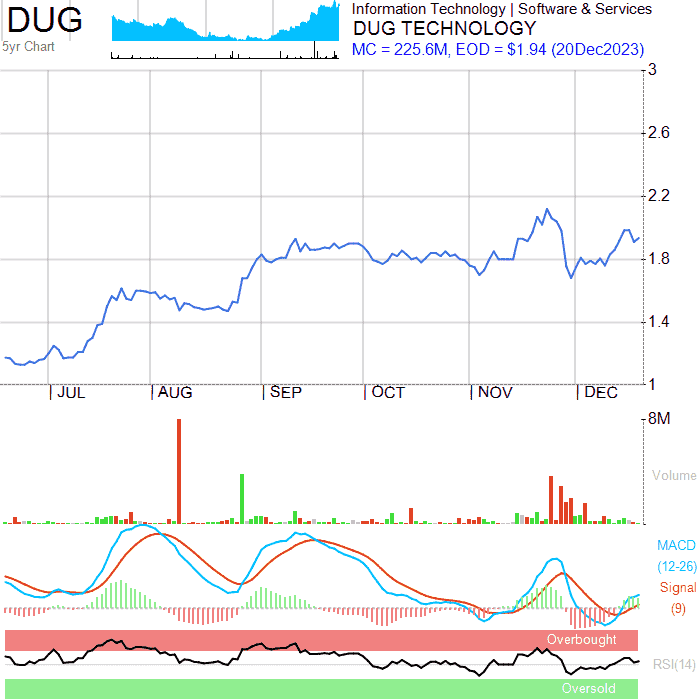 DUG
5yr Chart
Information Technology | Software & Services
DUG TECHNOLOGY
MC = 225.6M, EOD = $1.94 (20Dec2023)
3
2.6
2.2
1.8
1.4
1
JUL AUG SEP OCT NOV DEC
8M
Volume
MACD
(12-26)
Signal
(9)
Overbought
RSI(14)
Oversold